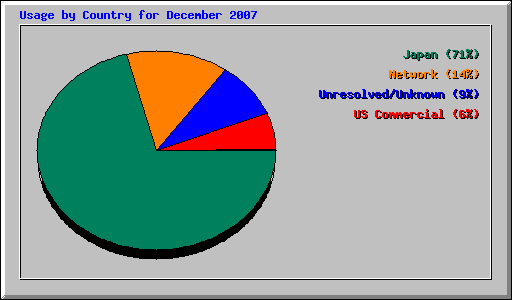 Usage by Country for December 2007
Japan (71%)
Network (14%)
Unresolved/Unknown (9%)
US Commercial (6%)